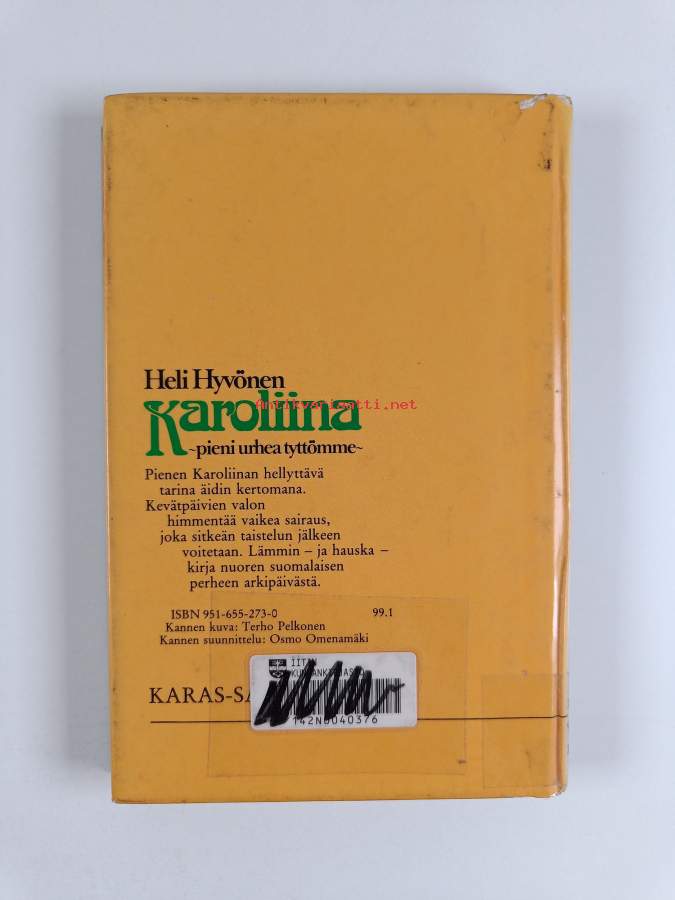 Heli Hyvönen
Karoliina
Antikvariaatti.net
~pieni urhea tyttömme~
Pienen Karoliinan hellyttävä
tarina äidin kertomana.
Kevätpäivien valon
himmentää vaikea sairaus,
joka sitkeän taistelun jälkeen
voitetaan. Lämmin – ja hauska –
kirja nuoren suomalaisen
perheen arkipäivästä.
ISBN 951-655-273-0 99.1
Kannen kuva: Terho Pelkonen
Kannen suunnittelu: Osmo Omenamäki
KARAS-SA